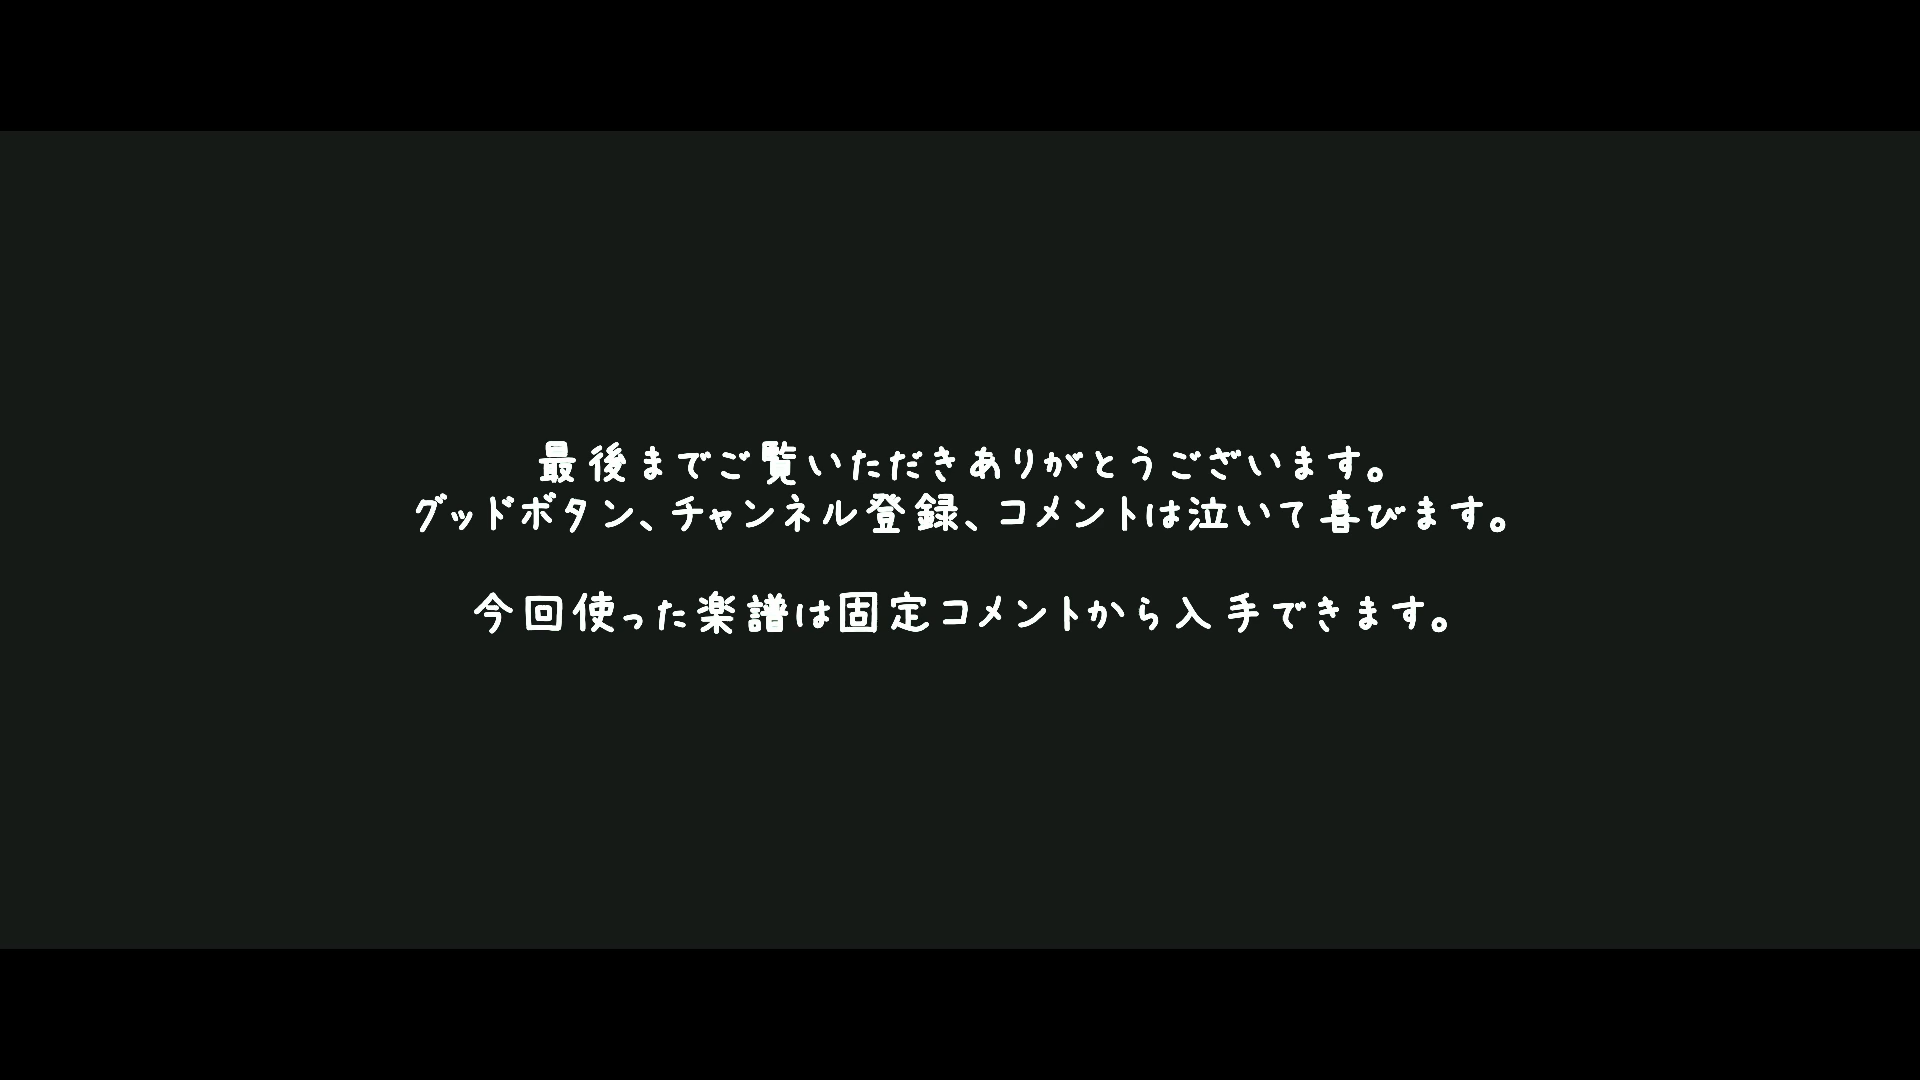 最後までご覧いただきありがとうございます。
グッドボタン、チャンネル登録、コメントは泣いて喜びます。
今回使った楽譜は固定コメントから入手できます。